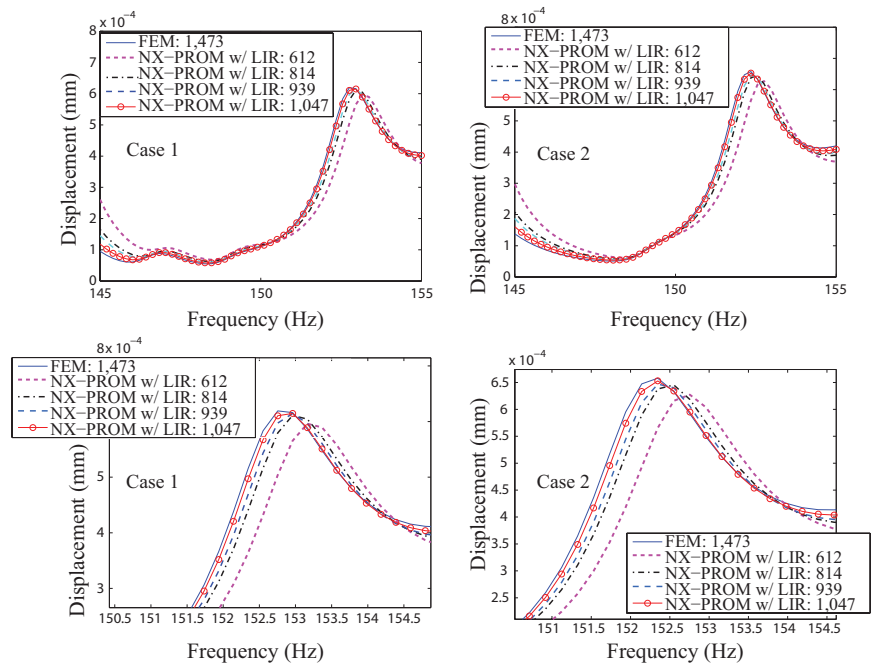 8 × 10⁻⁴
FEM: 1,473
NX−PROM w/ LIR: 612
NX−PROM w/ LIR: 814
NX−PROM w/ LIR: 939
NX−PROM w/ LIR: 1,047
Case 1
7
6
5
4
3
2
1
0
145
150
155
Displacement (mm)
Frequency (Hz)
8 × 10⁻⁴
FEM: 1,473
NX−PROM w/ LIR: 612
NX−PROM w/ LIR: 814
NX−PROM w/ LIR: 939
NX−PROM w/ LIR: 1,047
Case 2
5
4
3
2
1
0
145
150
155
Displacement (mm)
Frequency (Hz)
8 × 10⁻⁴
FEM: 1,473
NX−PROM w/ LIR: 612
NX−PROM w/ LIR: 814
NX−PROM w/ LIR: 939
NX−PROM w/ LIR: 1,047
Case 1
5
4
3
150.5
151
151.5
152
152.5
153
153.5
154
154.5
Displacement (mm)
Frequency (Hz)
× 10⁻⁴
6.5
6
5.5
5
4.5
4
3.5
3
2.5
Case 2
FEM: 1,473
NX−PROM w/ LIR: 612
NX−PROM w/ LIR: 814
NX−PROM w/ LIR: 939
NX−PROM w/ LIR: 1,047
151
151.5
152
152.5
153
153.5
154
154.5
Displacement (mm)
Frequency (Hz)